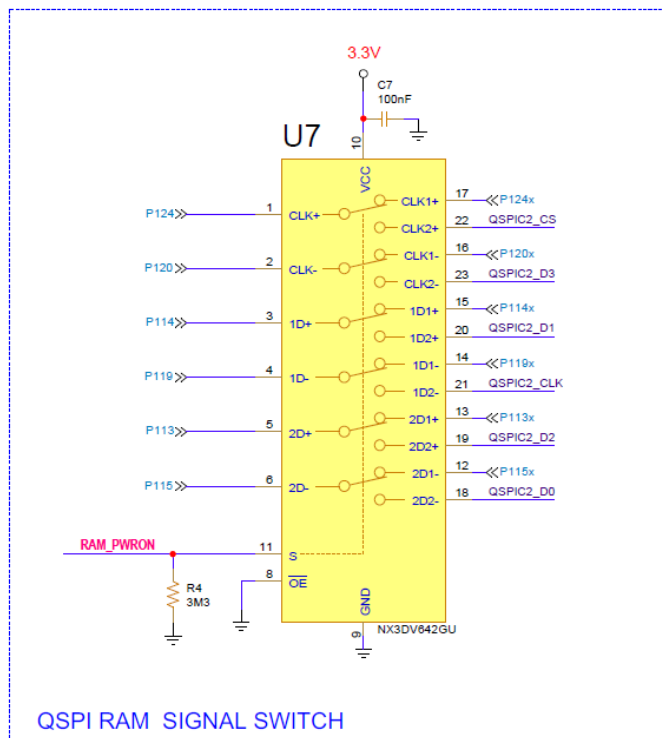 3.3V
C7
100nF
U7
10
VCC
P124
1
CLK+
CLK1+
17
P124x
CLK2+
22
QSPIC2_CS
P120
2
CLK-
CLK1-
16
P120x
CLK2-
23
QSPIC2_D3
P114
3
1D+
1D1+
15
P114x
1D2+
20
QSPIC2_D1
P119
4
1D-
1D1-
14
P119x
1D2-
21
QSPIC2_CLK
P113
5
2D+
2D1+
13
P113x
2D2+
19
QSPIC2_D2
P115
6
2D-
2D1-
12
P115x
2D2-
18
QSPIC2_D0
RAM_PWRON
11
S
8
OE
R4
3M3
GND
9
NX3DV642GU
QSPI RAM SIGNAL SWITCH